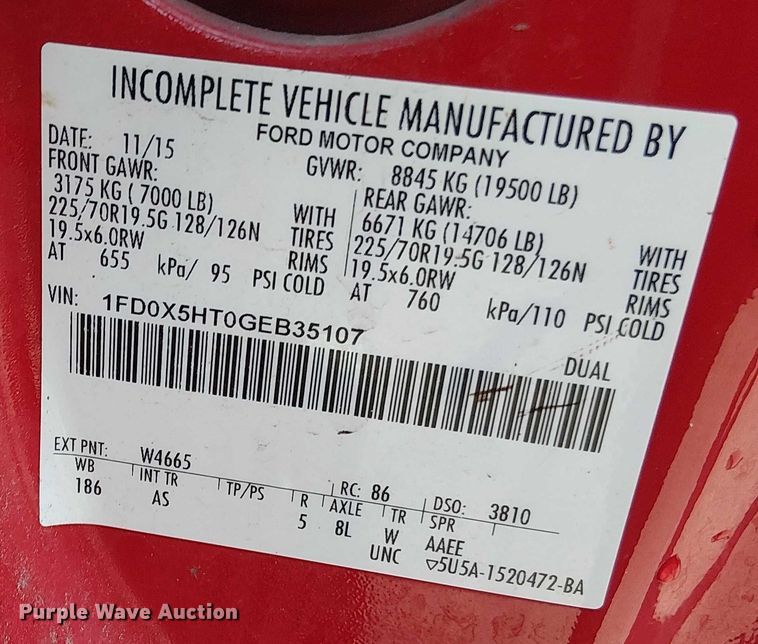 INCOMPLETE VEHICLE MANUFACTURED BY
FORD MOTOR COMPANY
DATE: 11/15 GVWR: 8845 KG (19500 LB)
FRONT GAWR: REAR GAWR:
3175 KG (7000 LB) WITH 6671 KG (14706 LB) WITH
225/70R19.5G 128/126N TIRES 225/70R19.5G 128/126N TIRES
19.5x6.0RW RIMS 19.5x6.0RW RIMS
AT 655 kPa/ 95 PSI COLD AT 760 kPa/110 PSI COLD
VIN: 1FD0X5HT0GEB35107
DUAL
EXT PNT: W4665 RC: 86 DSO: 3810
WB INT TR TP/PS R AXLE TR SPR
186 AS 5 8L W AAEE
UNC ▽5U5A-1520472-BA
Purple Wave Auction